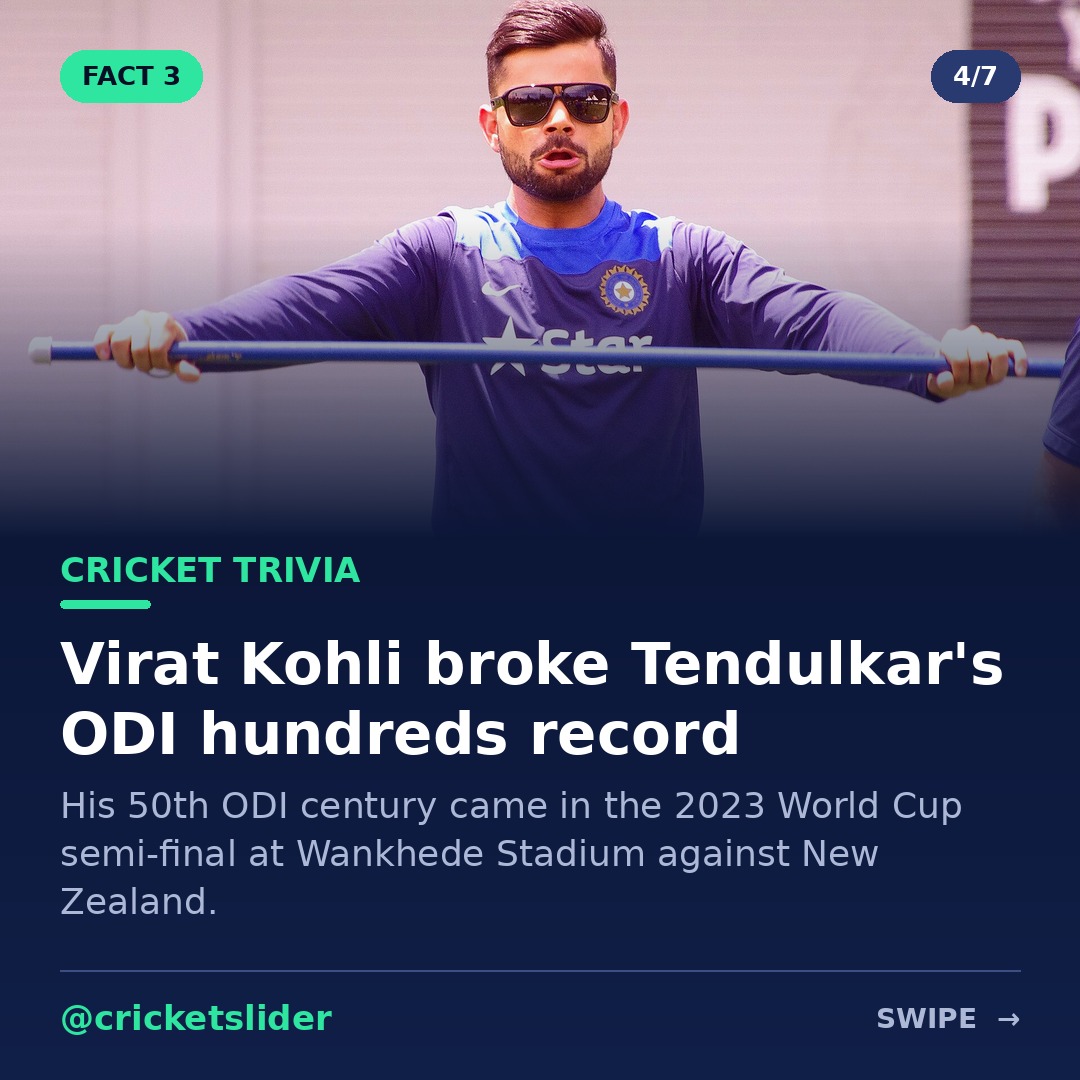 FACT 3
4/7
P
Star
CRICKET TRIVIA
Virat Kohli broke Tendulkar's
ODI hundreds record
His 50th ODI century came in the 2023 World Cup
semi-final at Wankhede Stadium against New
Zealand.
@cricketslider
SWIPE →